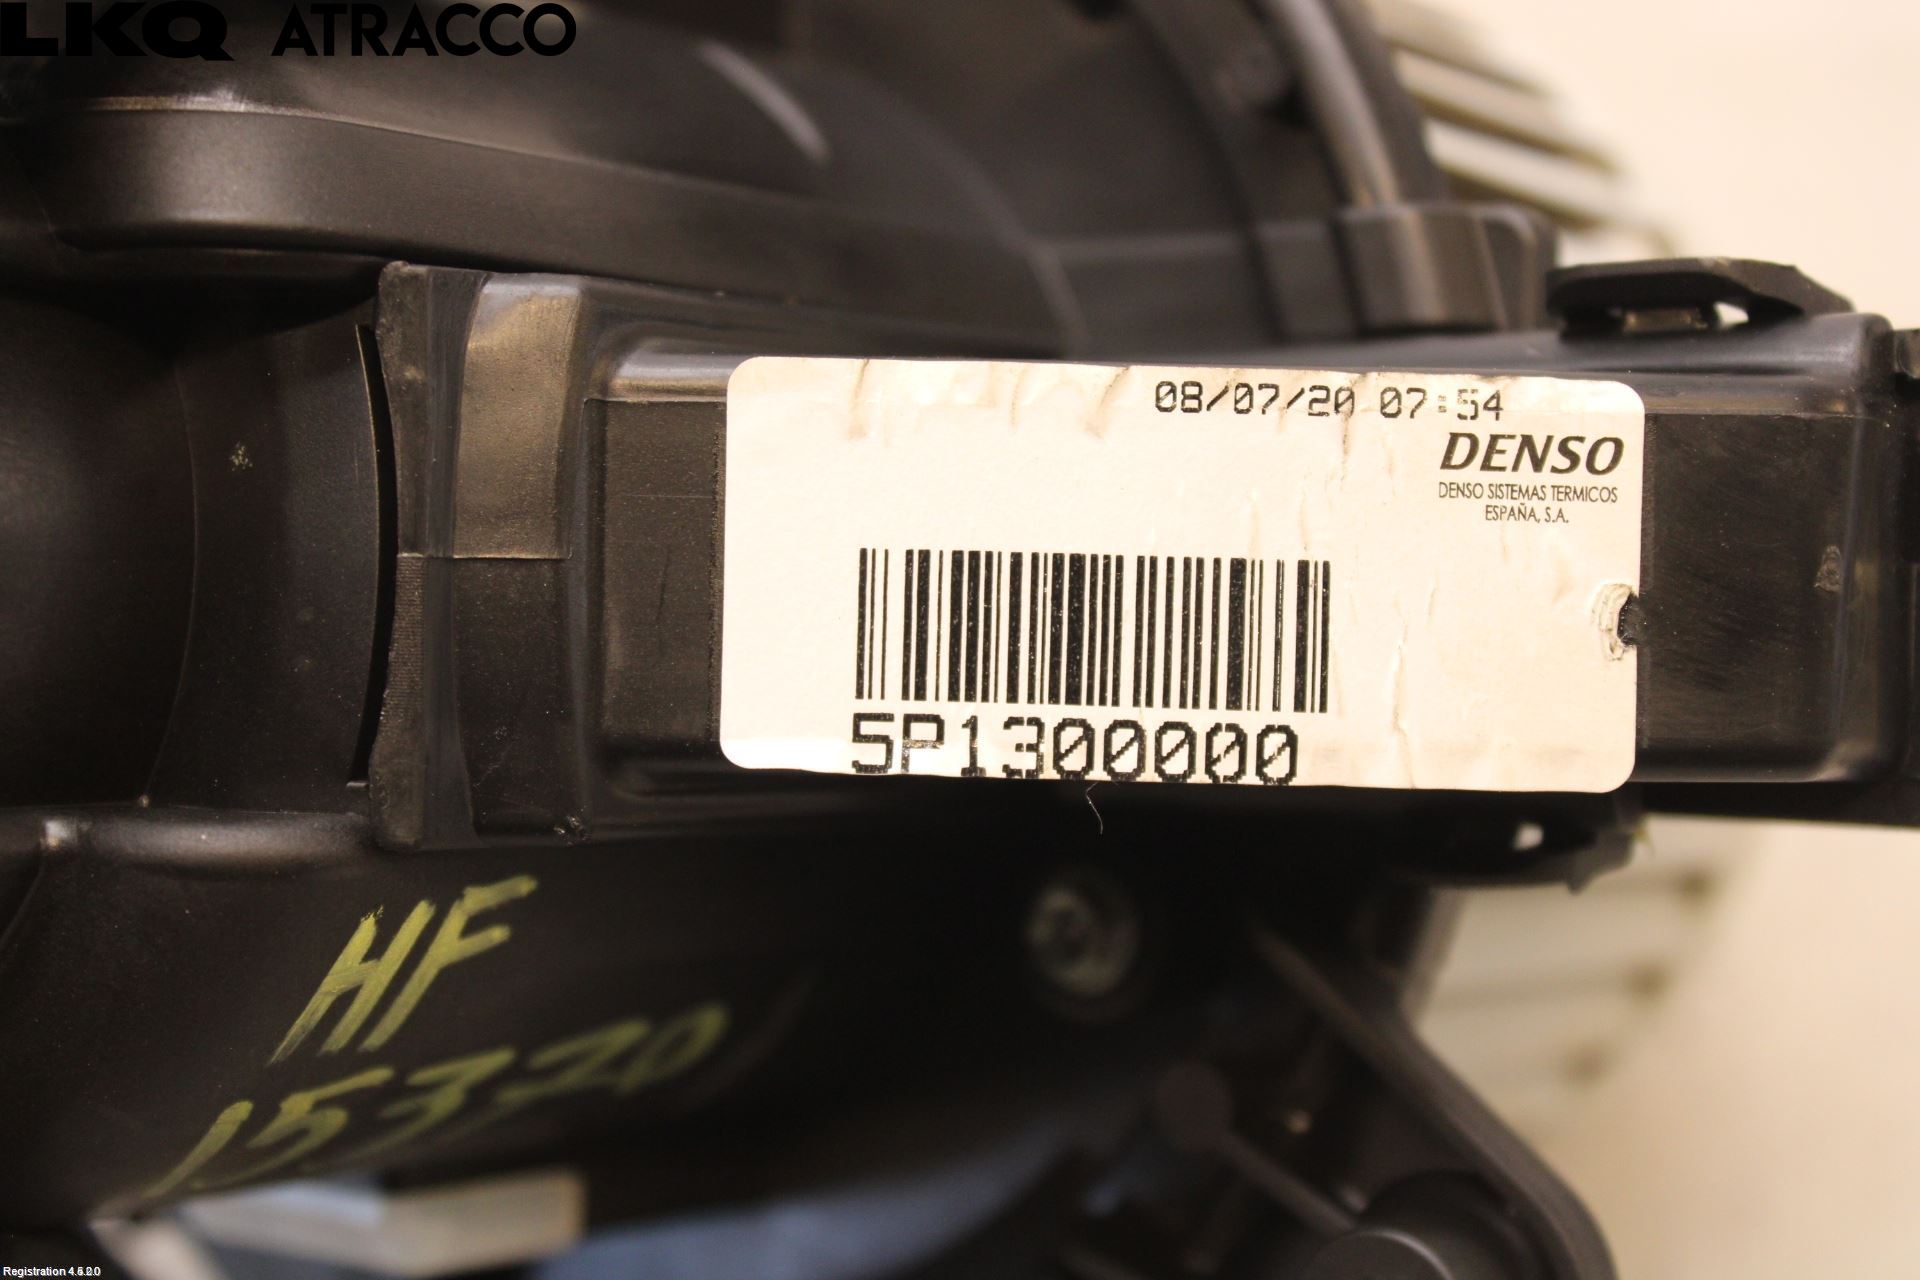 LKQ ATRACCO
08/07/20 07:54
DENSO
DENSO SISTEMAS TERMICOS
ESPAÑA, S.A.
5P1300000
HF
15320
Registration 4.5.2.0